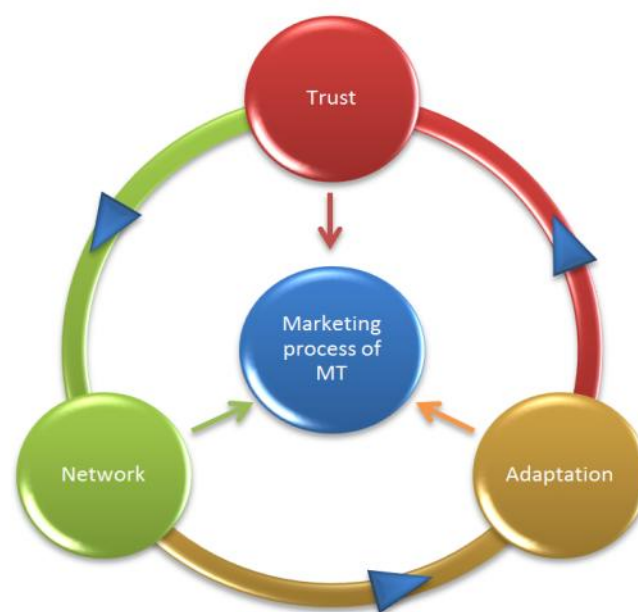 Trust
Marketing
process of
MT
Network
Adaptation